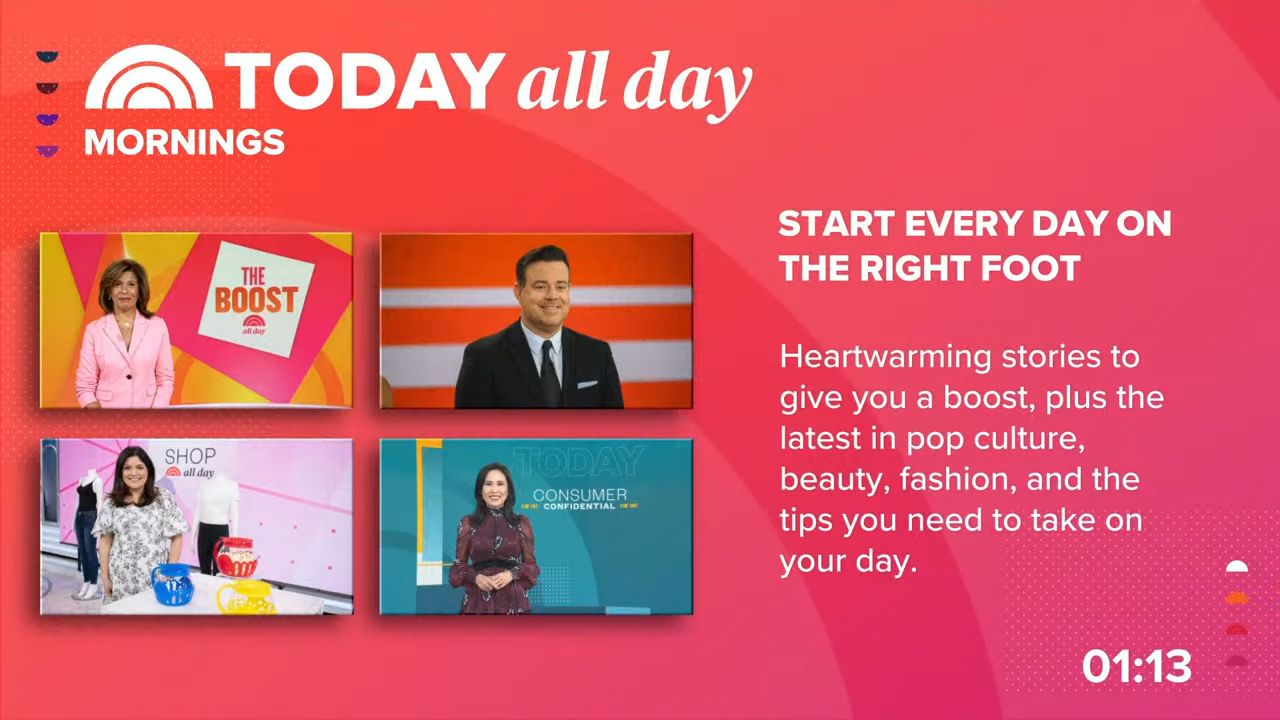 TODAY all day
MORNINGS
START EVERY DAY ON
THE RIGHT FOOT
THE
BOOST
all day
Heartwarming stories to
give you a boost, plus the
latest in pop culture,
beauty, fashion, and the
tips you need to take on
your day.
SHOP
all day
TODAY
CONSUMER
CONFIDENTIAL
01:13